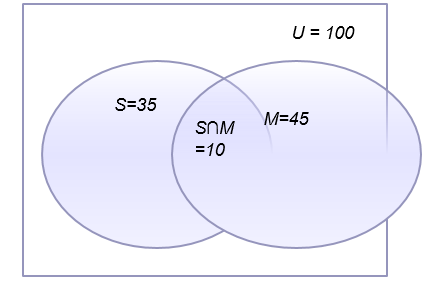 U = 100
S=35
S∩M
=10
M=45